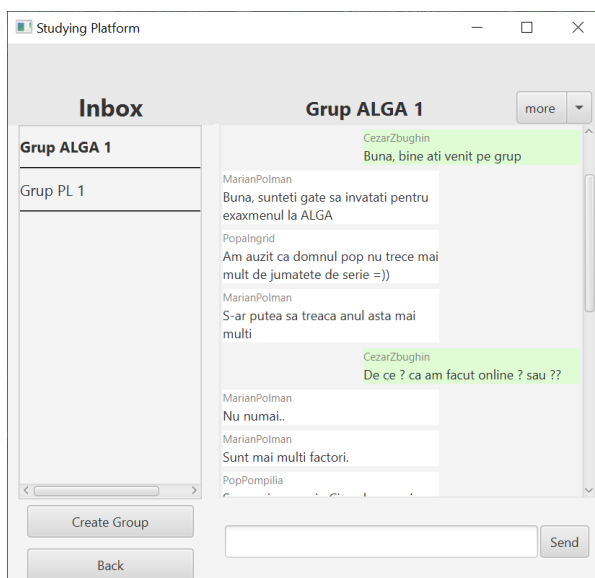 Studying Platform
Inbox
Grup ALGA 1
more
Grup ALGA 1
Grup PL 1
CezarZbughin
Buna, bine ati venit pe grup
MarianPolman
Buna, sunteti gate sa invatati pentru
exaxmenul la ALGA
PopaIngrid
Am auzit ca domnul pop nu trece mai
mult de jumatete de serie =))
MarianPolman
S-ar putea sa treaca anul asta mai
multi
CezarZbughin
De ce ? ca am facut online ? sau ??
MarianPolman
Nu numai..
MarianPolman
Sunt mai multi factori.
PopPompilia
Create Group
Back
Send